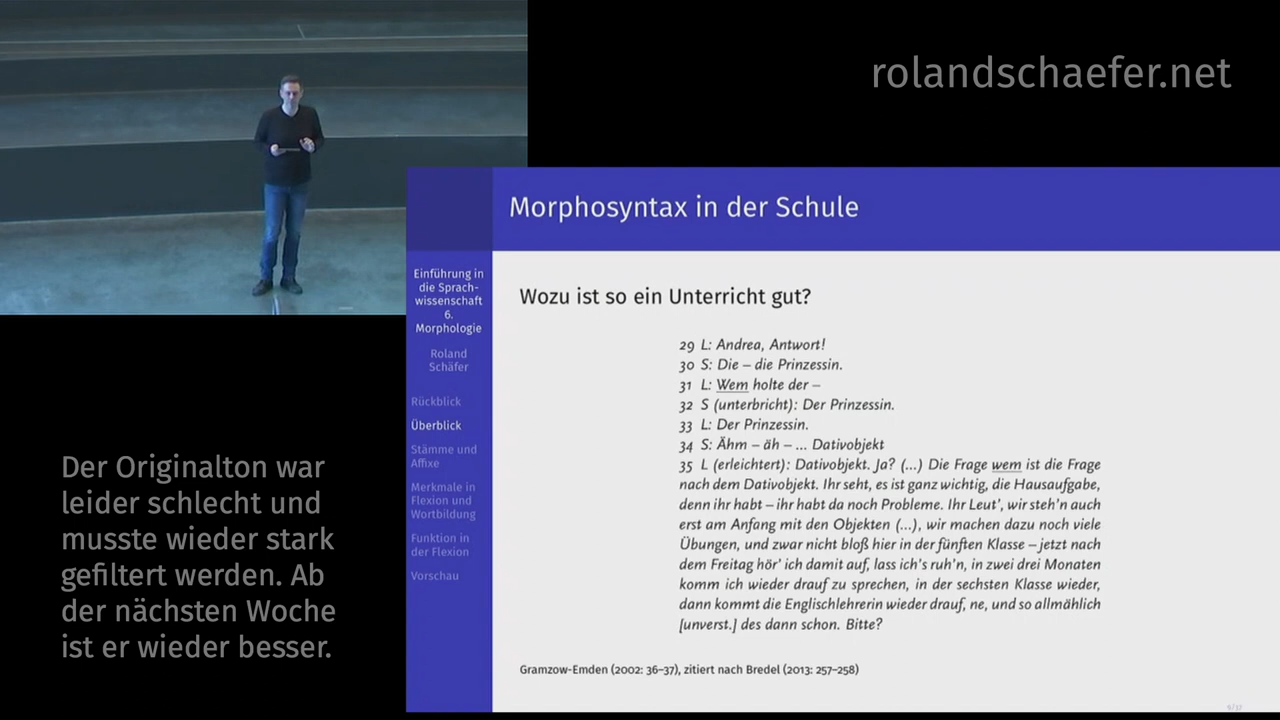 rolandschaefer.net
Morphosyntax in der Schule
Einführung in
die Sprach-
wissenschaft
6.
Morphologie
Roland
Schäfer
Rückblick
Überblick
Stämme und
Affixe
Merkmale in
Flexion und
Wortbildung
Funktion in
der Flexion
Vorschau
Wozu ist so ein Unterricht gut?
29 L: Andrea, Antwort!
30 S: Die – die Prinzessin.
31 L: Wem holte der –
32 S (unterbricht): Der Prinzessin.
33 L: Der Prinzessin.
34 S: Ähm – äh – ... Dativobjekt
35 L (erleichtert): Dativobjekt. Ja? (...) Die Frage wem ist die Frage
nach dem Dativobjekt. Ihr seht, es ist ganz wichtig, die Hausaufgabe,
denn ihr habt – ihr habt da noch Probleme. Ihr Leut’, wir steh’n auch
erst am Anfang mit den Objekten (...), wir machen dazu noch viele
Übungen, und zwar nicht bloß hier in der fünften Klasse – jetzt nach
dem Freitag hör’ ich damit auf, lass ich’s ruh’n, in zwei drei Monaten
komm ich wieder drauf zu sprechen, in der sechsten Klasse wieder,
dann kommt die Englischlehrerin wieder drauf, ne, und so allmählich
[unverst.] des dann schon. Bitte?
Gramzow-Emden (2002: 36–37), zitiert nach Bredel (2013: 257–258)
Der Originalton war
leider schlecht und
musste wieder stark
gefiltert werden. Ab
der nächsten Woche
ist er wieder besser.